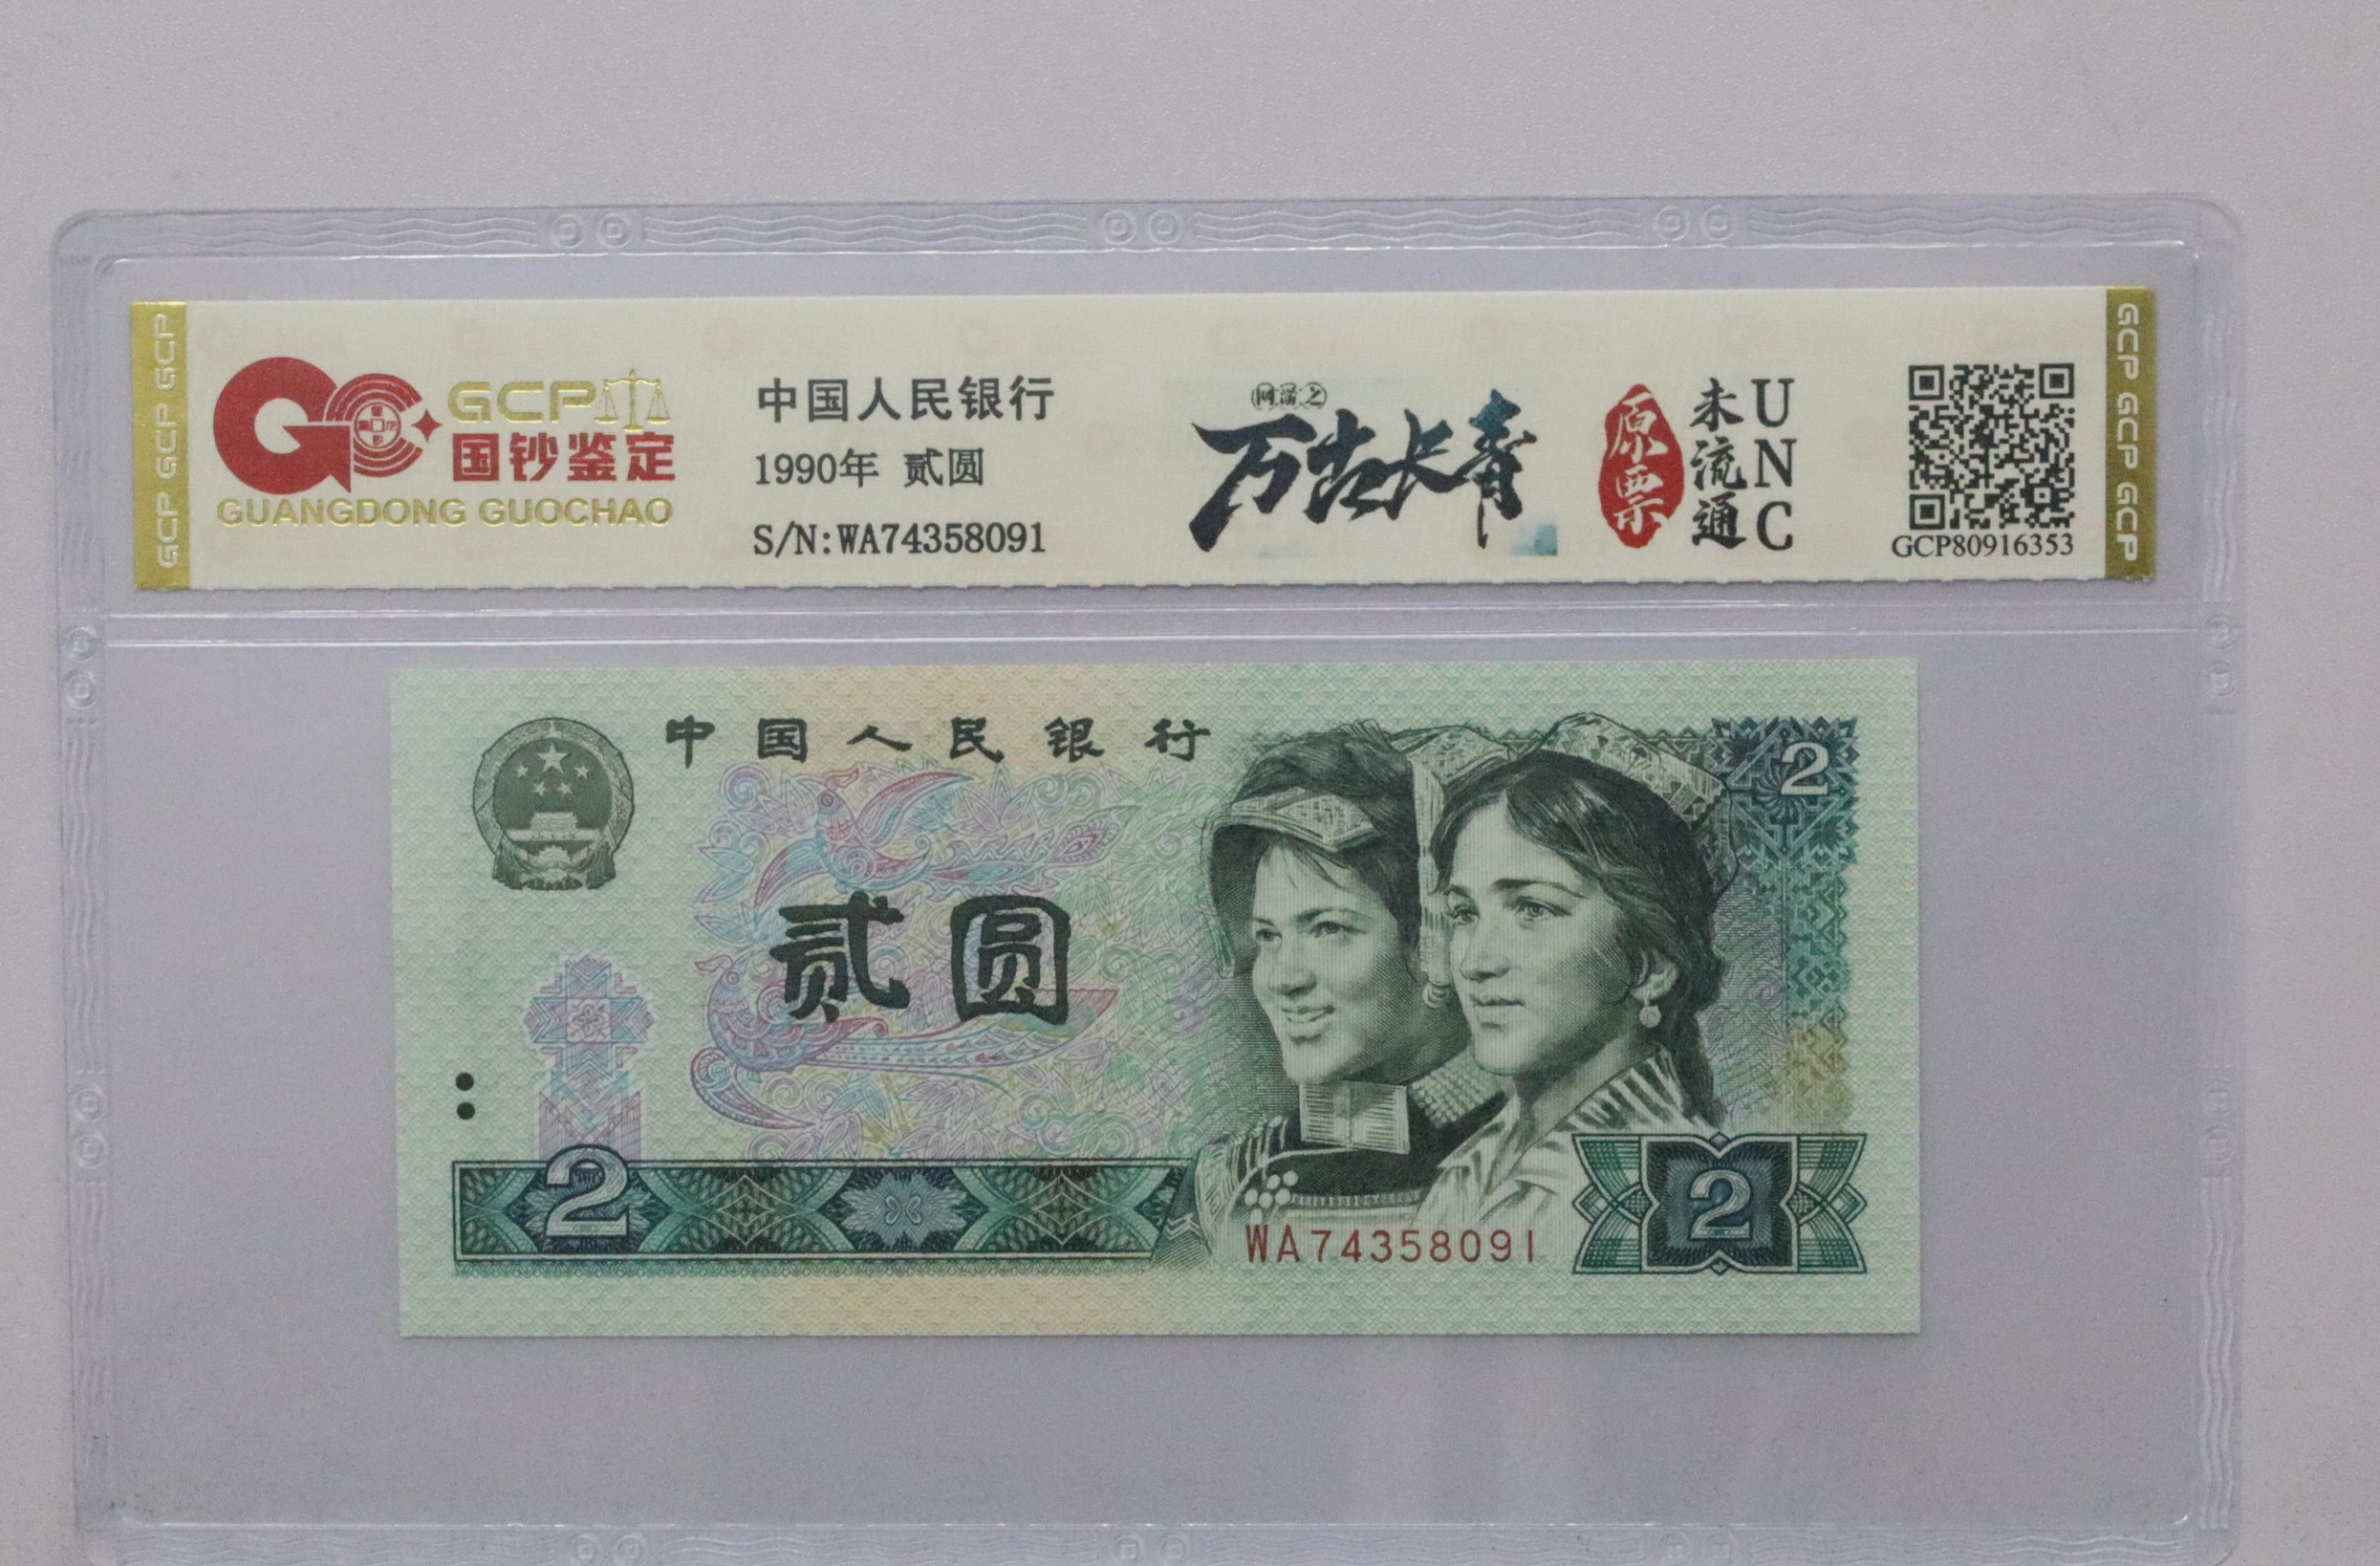 GCP GCP GCP
GCP
国钞鉴定
GUANGDONG GUOCHAO
中国人民银行
1990年 贰圆
S/N:WA74358091
万古长青
原票
未流通
UNC
GCP80916353
GCP GCP GCP
中国人民银行
2
贰圆
2
WA74358091
2